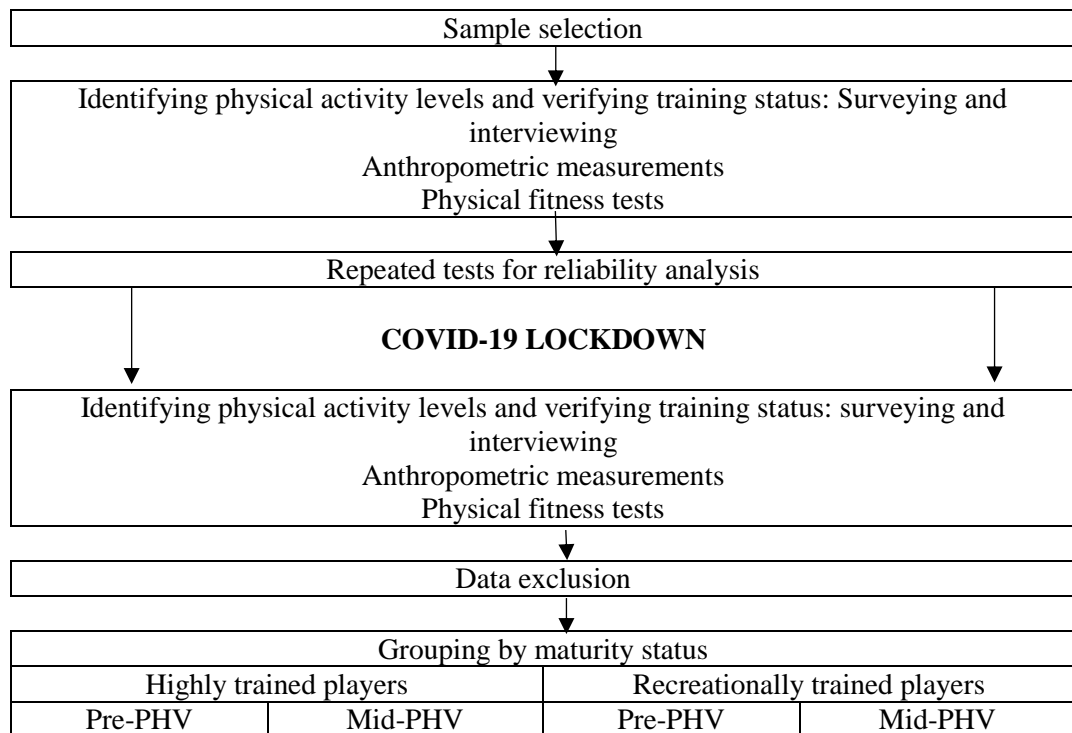 Sample selection
Identifying physical activity levels and verifying training status: Surveying and
interviewing
Anthropometric measurements
Physical fitness tests
Repeated tests for reliability analysis
COVID-19 LOCKDOWN
Identifying physical activity levels and verifying training status: surveying and
interviewing
Anthropometric measurements
Physical fitness tests
Data exclusion
Grouping by maturity status
Highly trained players Recreationally trained players
Pre-PHV Mid-PHV Pre-PHV Mid-PHV